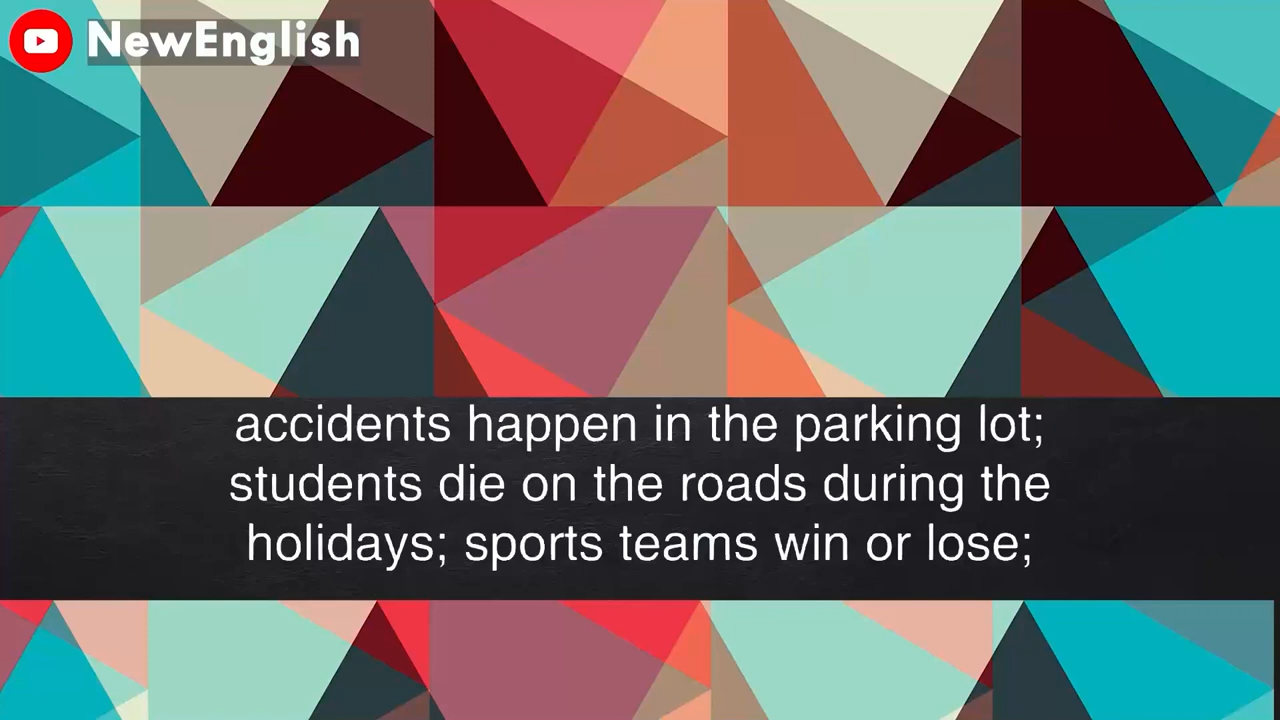 NewEnglish
accidents happen in the parking lot;
students die on the roads during the
holidays; sports teams win or lose;